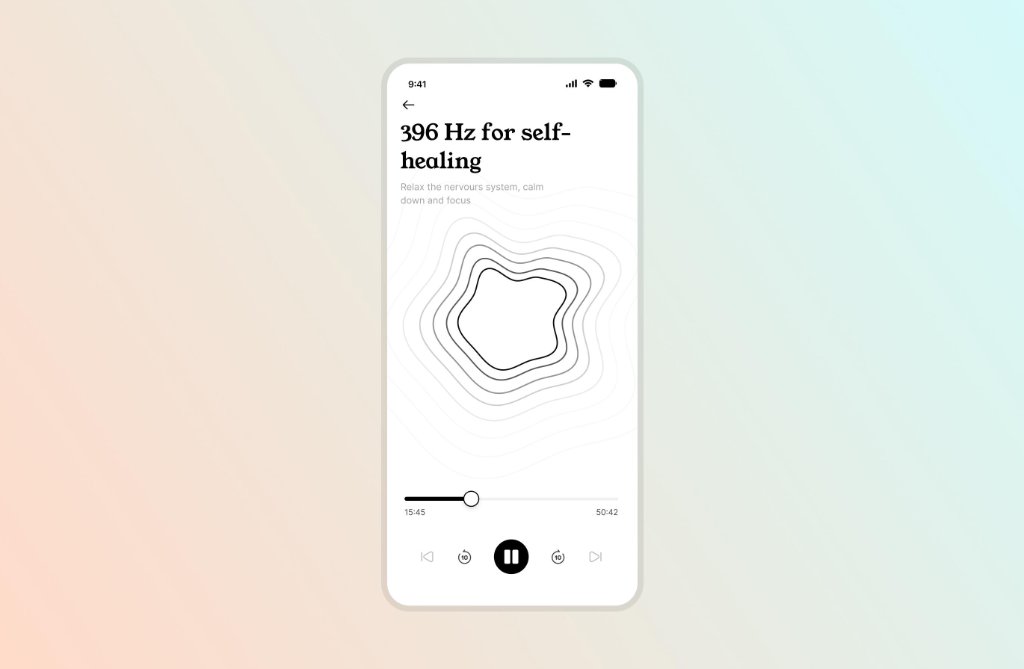 9:41
396 Hz for self-
healing
Relax the nervours system, calm
down and focus
15:45
50:42
10
10